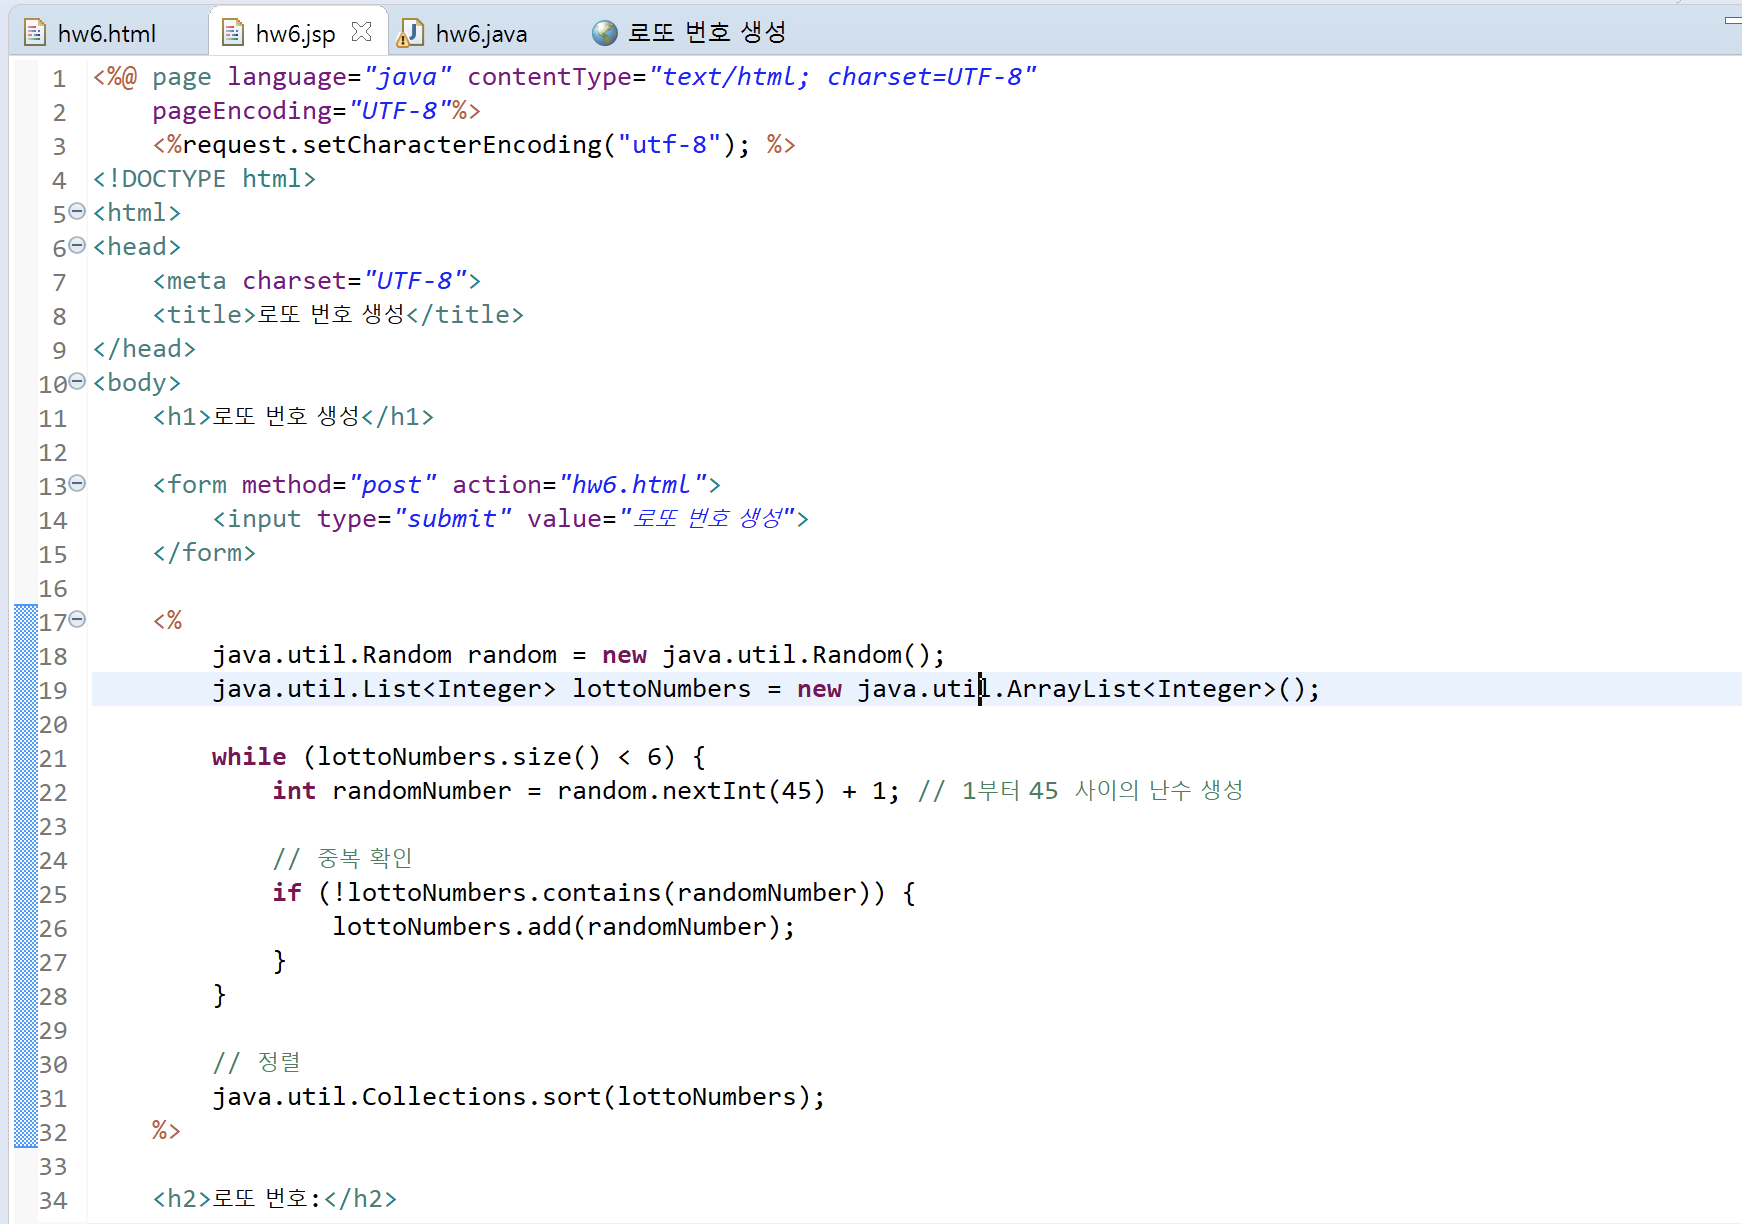 hw6.html hw6.jsp hw6.java 로또 번호 생성
1 <%@ page language="java" contentType="text/html; charset=UTF-8"
2 pageEncoding="UTF-8"%>
3 <%request.setCharacterEncoding("utf-8"); %>
4 <!DOCTYPE html>
5 <html>
6 <head>
7 <meta charset="UTF-8">
8 <title>로또 번호 생성</title>
9 </head>
10 <body>
11 <h1>로또 번호 생성</h1>
12
13 <form method="post" action="hw6.html">
14 <input type="submit" value="로또 번호 생성">
15 </form>
16
17 <%
18 java.util.Random random = new java.util.Random();
19 java.util.List<Integer> lottoNumbers = new java.util.ArrayList<Integer>();
20
21 while (lottoNumbers.size() < 6) {
22 int randomNumber = random.nextInt(45) + 1; // 1부터 45 사이의 난수 생성
23
24 // 중복 확인
25 if (!lottoNumbers.contains(randomNumber)) {
26 lottoNumbers.add(randomNumber);
27 }
28 }
29
30 // 정렬
31 java.util.Collections.sort(lottoNumbers);
32 %>
33
34 <h2>로또 번호:</h2>